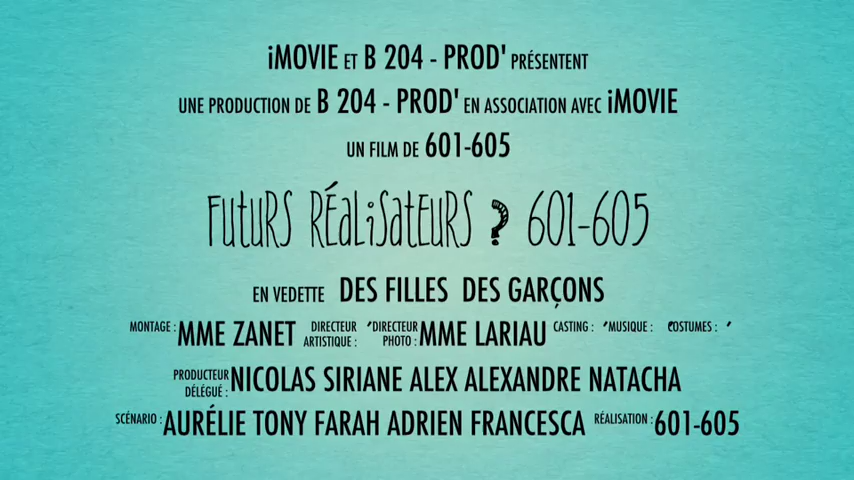 iMOVIE ET B 204 - PROD' PRÉSENTENT
UNE PRODUCTION DE B 204 - PROD' EN ASSOCIATION AVEC iMOVIE
UN FILM DE 601-605
FUTURS RÉALISATEURS ? 601-605
EN VEDETTE DES FILLES DES GARÇONS
MONTAGE : MME ZANET DIRECTEUR ARTISTIQUE : ' DIRECTEUR PHOTO : MME LARIAU CASTING : ' MUSIQUE : ' COSTUMES : '
PRODUCTEUR DÉLÉGUÉ : NICOLAS SIRIANE ALEX ALEXANDRE NATACHA
SCÉNARIO : AURÉLIE TONY FARAH ADRIEN FRANCESCA RÉALISATION : 601-605